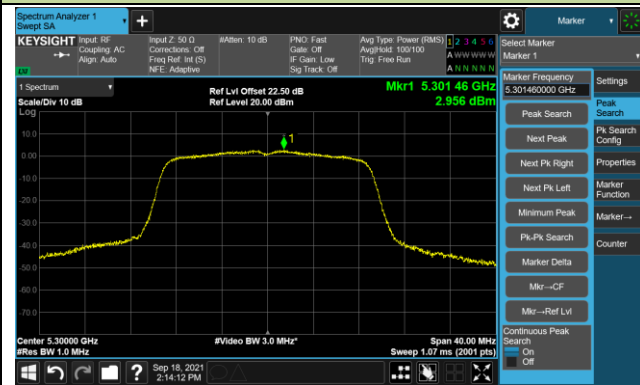 Spectrum Analyzer 1
Swept SA
KEYSIGHT
Input: RF
Coupling: AC
Align: Auto
Input Z: 50 Ω
Corrections: Off
Freq Ref: Int (S)
NFE: Adaptive
#Atten: 10 dB
PNO: Fast
Gate: Off
IF Gain: Low
Sig Track: Off
Avg Type: Power (RMS)
Avg|Hold: 100/100
Trig: Free Run
1 2 3 4 5 6
A W W W W W
A N N N N N
LVI
1 Spectrum
Scale/Div 10 dB
Ref Lvl Offset 22.50 dB
Ref Level 20.00 dBm
Mkr1 5.301 46 GHz
2.956 dBm
Log
1
10.0
0.00
-10.0
-20.0
-30.0
-40.0
-50.0
-60.0
-70.0
Center 5.30000 GHz
#Res BW 1.0 MHz
#Video BW 3.0 MHz*
Span 40.00 MHz
Sweep 1.07 ms (2001 pts)
Sep 18, 2021
2:14:12 PM
Marker
Select Marker
Marker 1
Marker Frequency
5.301460000 GHz
Peak Search
Next Peak
Next Pk Right
Next Pk Left
Minimum Peak
Pk-Pk Search
Marker Delta
Mkr→CF
Mkr→Ref Lvl
Continuous Peak
Search
On
Off
Settings
Peak
Search
Pk Search
Config
Properties
Marker
Function
Marker→
Counter